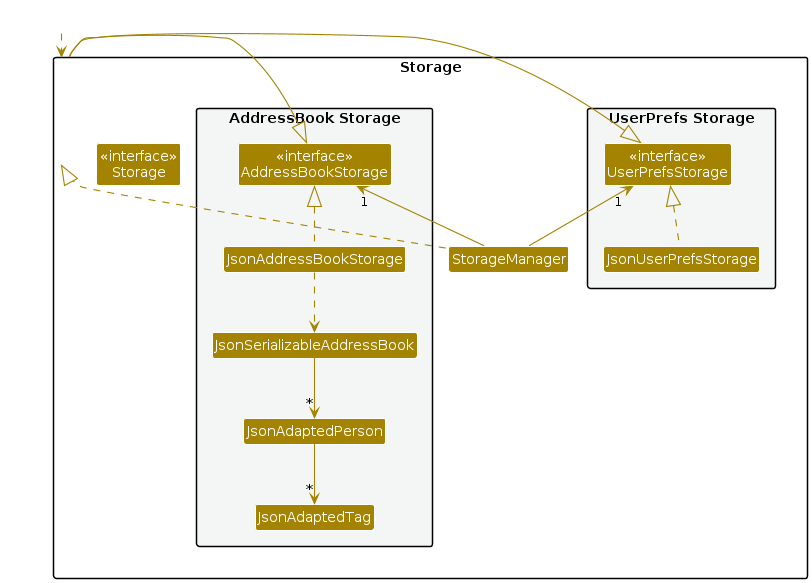 Storage
AddressBook Storage
UserPrefs Storage
«interface»
Storage
«interface»
AddressBookStorage
«interface»
UserPrefsStorage
1
1
JsonAddressBookStorage
StorageManager
JsonUserPrefsStorage
JsonSerializableAddressBook
*
JsonAdaptedPerson
*
JsonAdaptedTag